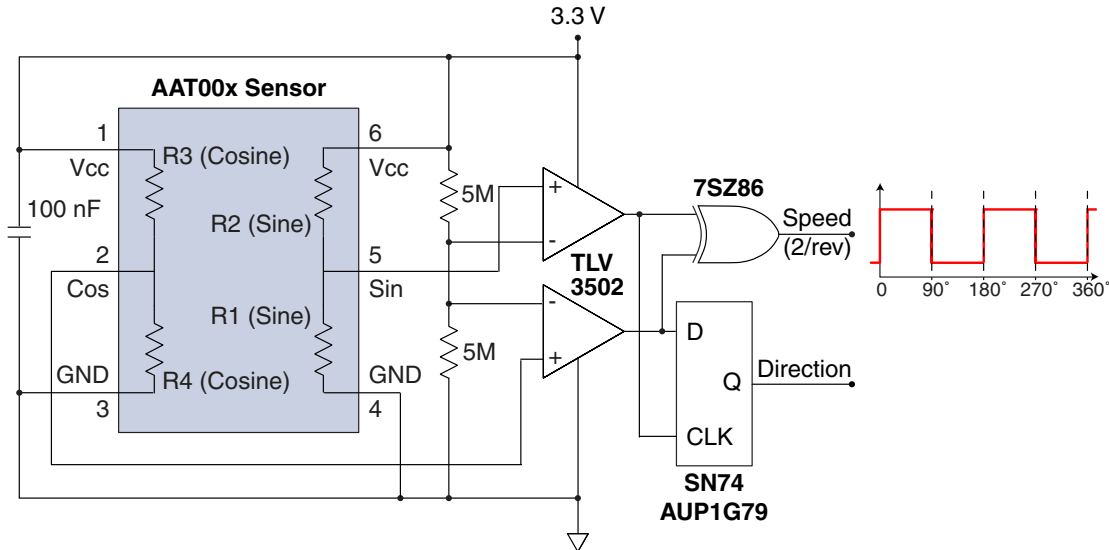 3.3 V
AAT00x Sensor
1
Vcc
R3 (Cosine)
6
Vcc
100 nF
R2 (Sine)
2
Cos
5
Sin
R1 (Sine)
GND
3
R4 (Cosine)
GND
4
5M
5M
+
-
TLV
3502
-
+
7SZ86
Speed
(2/rev)
0 90° 180° 270° 360°
D
Q
CLK
Direction
SN74
AUP1G79